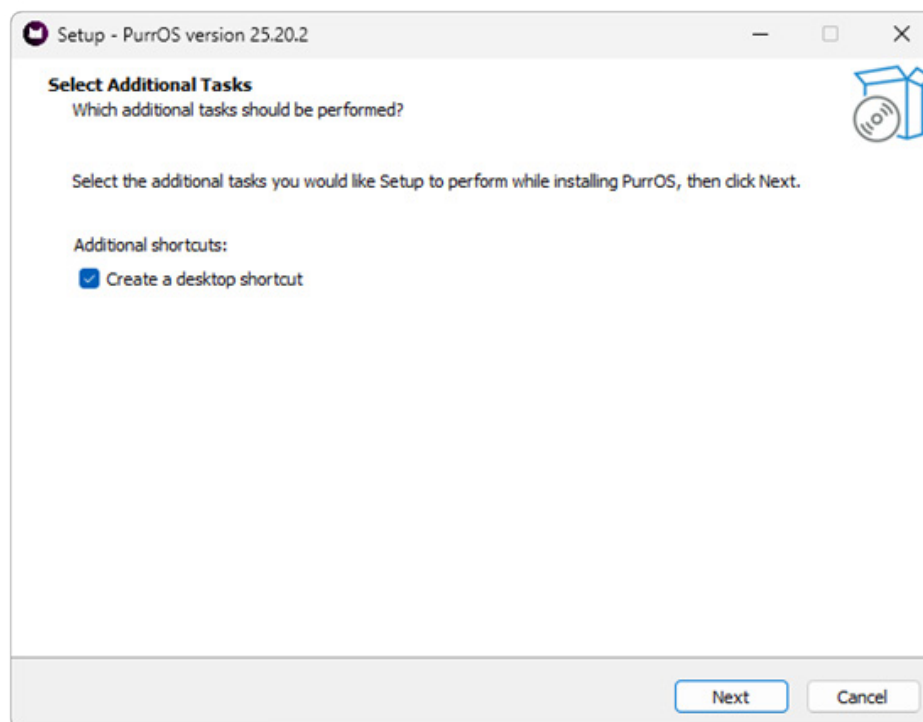 Setup - PurrOS version 25.20.2
Select Additional Tasks
Which additional tasks should be performed?
Select the additional tasks you would like Setup to perform while installing PurrOS, then click Next.
Additional shortcuts:
Create a desktop shortcut
Next
Cancel